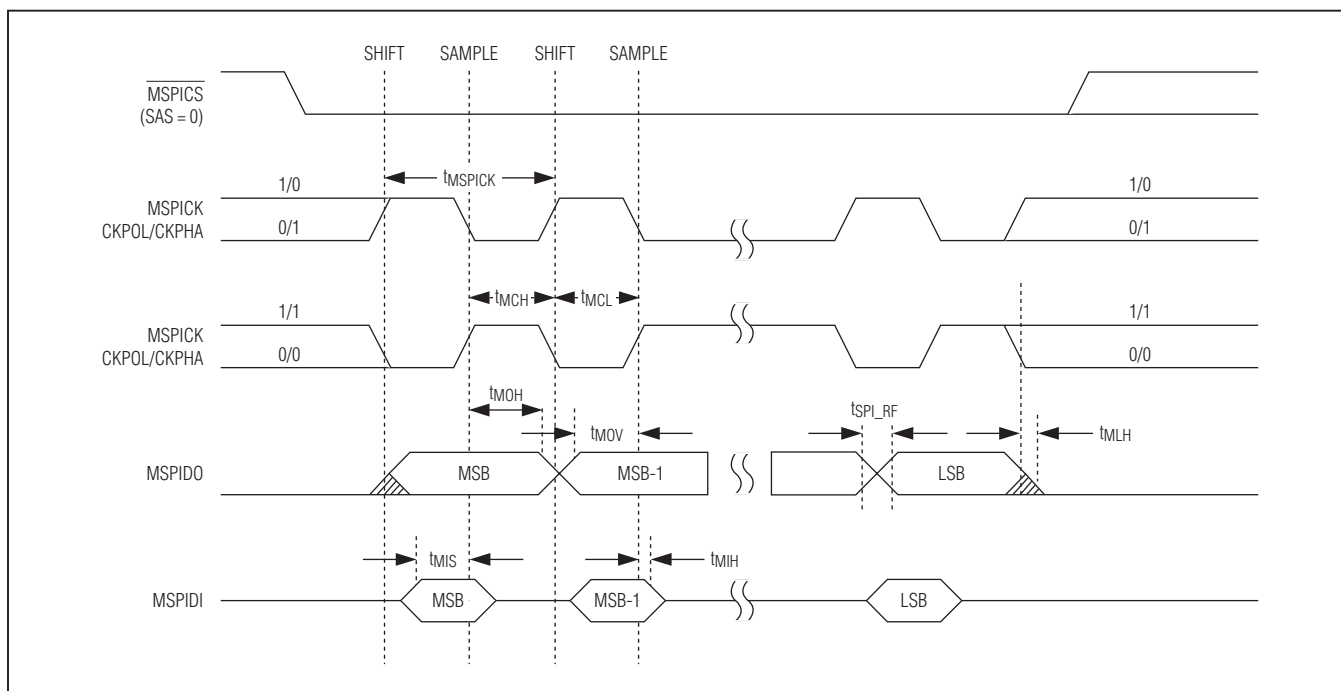 SHIFT SAMPLE SHIFT SAMPLE
MSPICS
(SAS = 0)
tMSPICK
1/0 1/0
MSPICK
CKPOL/CKPHA
0/1 0/1
tMCH tMCL
1/1 1/1
MSPICK
CKPOL/CKPHA
0/0 0/0
tMOH
tMOV
tSPI_RF
tMLH
MSPIDO MSB MSB-1 LSB
tMIS
tMIH
MSPIDI MSB MSB-1 LSB